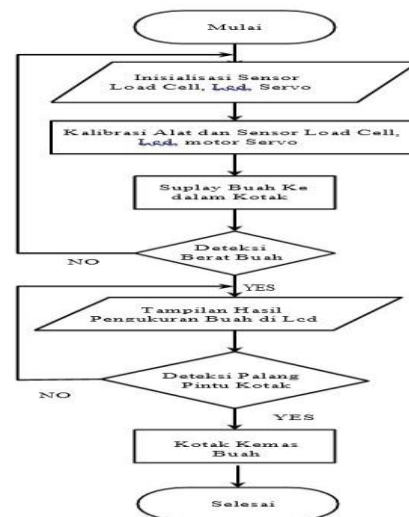 Mulai
Inisialisasi Sensor
Load Cell, Lcd, Servo
Kalibrasi Alat dan Sensor Load Cell,
Lcd, motor Servo
Suplay Buah Ke
dalam Kotak
Deteksi
Berat Buah
NO
YES
Tampilan Hasil
Pengukuran Buah di Lcd
Deteksi Palang
Pintu Kotak
NO
YES
Kotak Kemas
Buah
Selesai